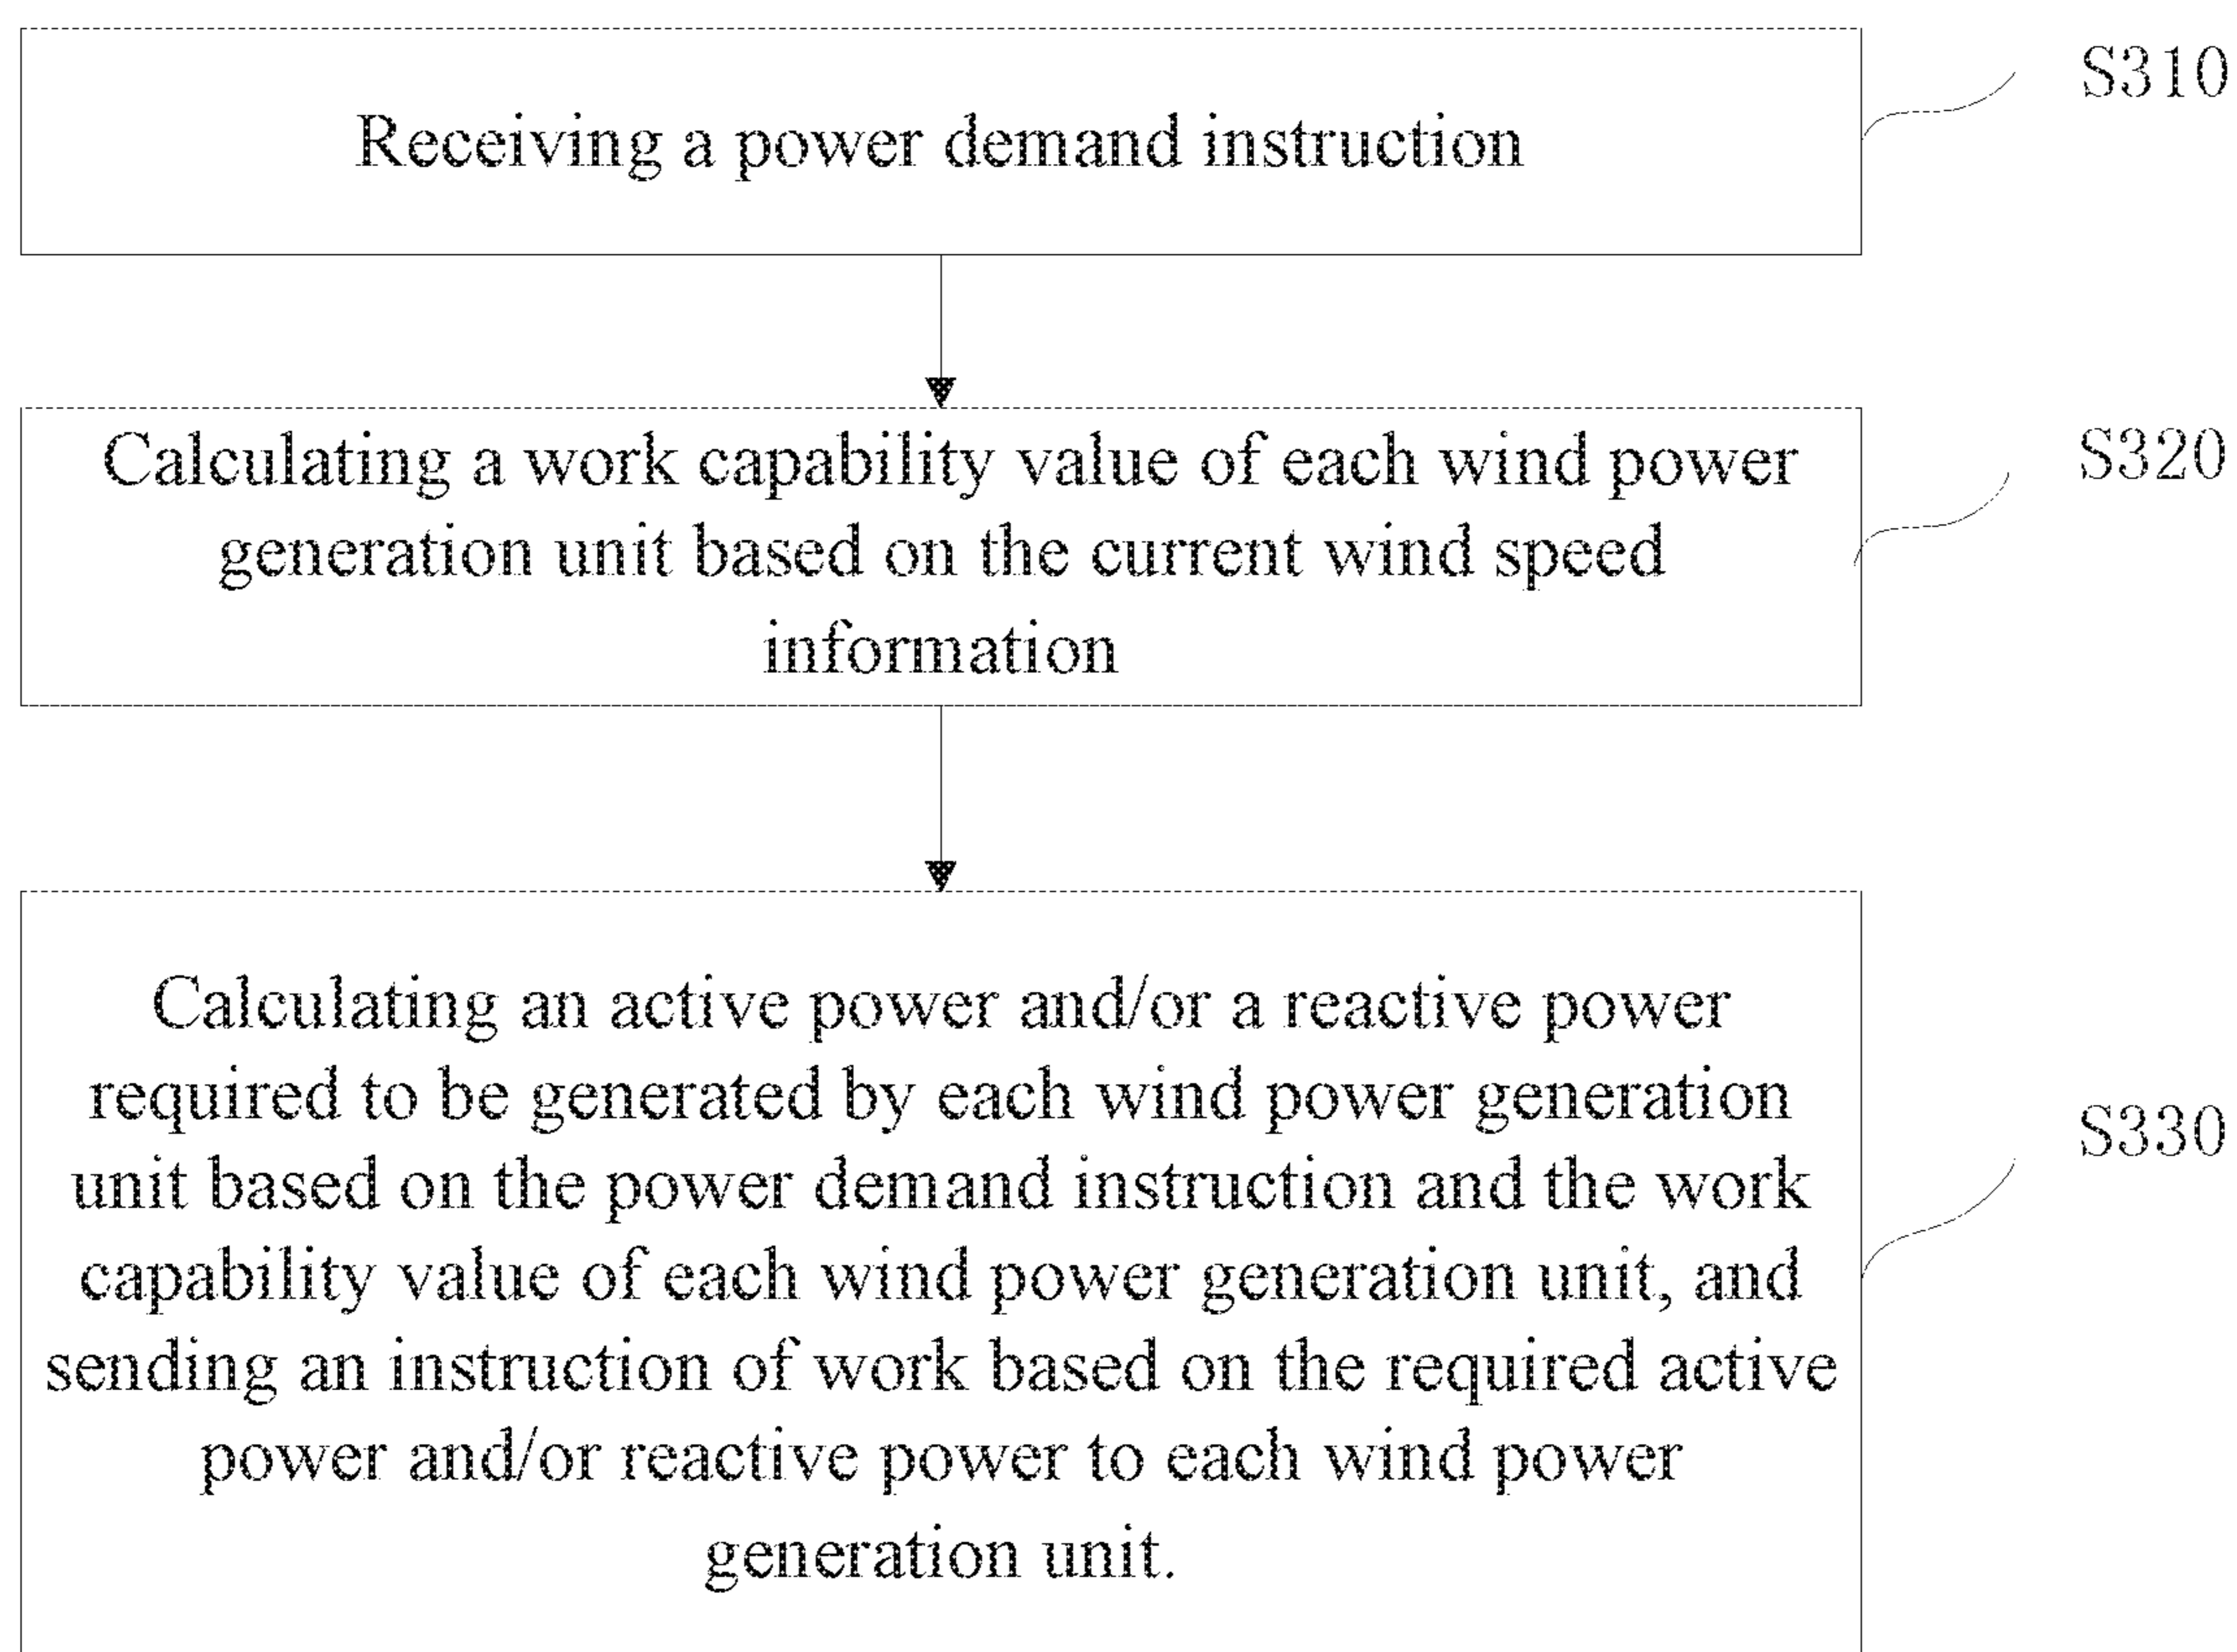 Receiving a power demand instruction
S310
Calculating a work capability value of each wind power
generation unit based on the current wind speed
information
S320
Calculating an active power and/or a reactive power
required to be generated by each wind power generation
unit based on the power demand instruction and the work
capability value of each wind power generation unit, and
sending an instruction of work based on the required active
power and/or reactive power to each wind power
generation unit.
S330